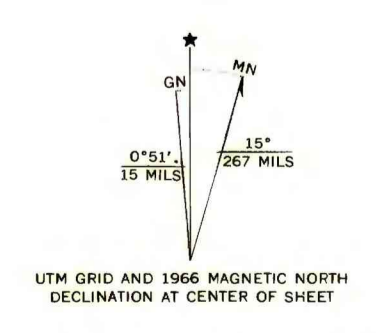 ★
MN
GN
0°51'.
15 MILS
15°
267 MILS
UTM GRID AND 1966 MAGNETIC NORTH
DECLINATION AT CENTER OF SHEET